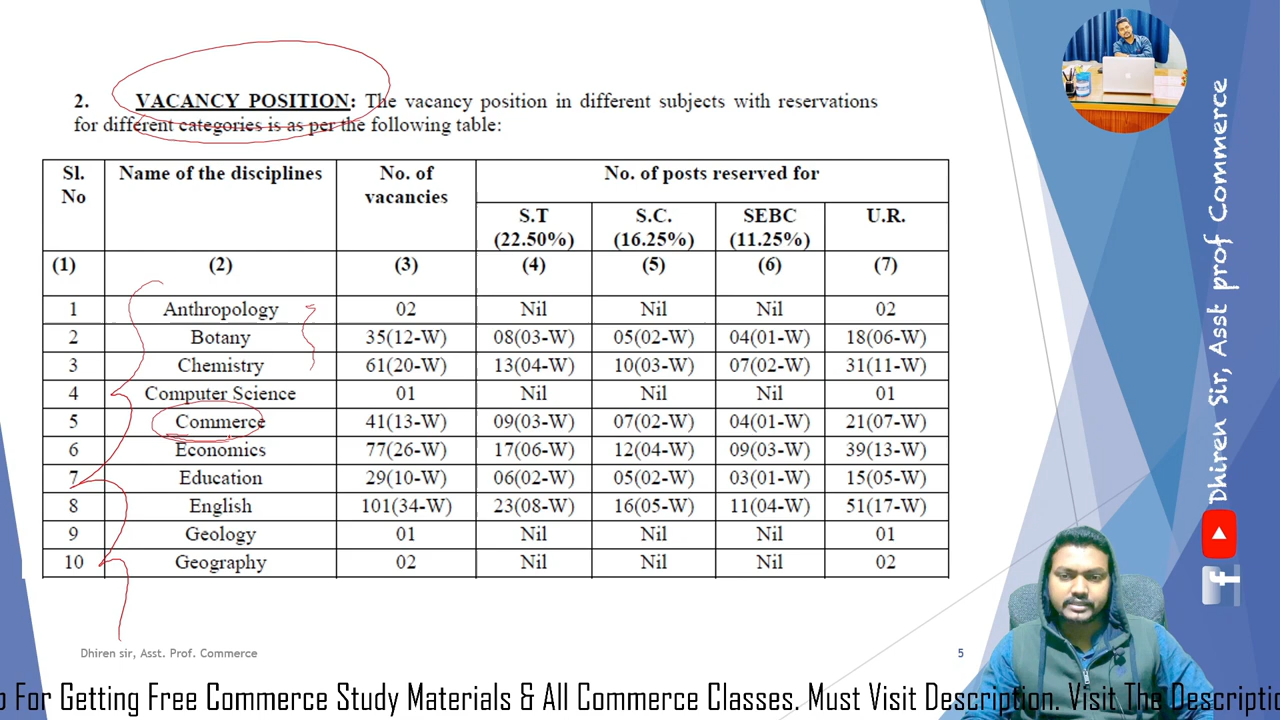 2. VACANCY POSITION: The vacancy position in different subjects with reservations
for different categories is as per the following table:
Sl. No Name of the disciplines No. of vacancies No. of posts reserved for
S.T (22.50%) S.C. (16.25%) SEBC (11.25%) U.R.
(1) (2) (3) (4) (5) (6) (7)
1 Anthropology 02 Nil Nil Nil 02
2 Botany 35(12-W) 08(03-W) 05(02-W) 04(01-W) 18(06-W)
3 Chemistry 61(20-W) 13(04-W) 10(03-W) 07(02-W) 31(11-W)
4 Computer Science 01 Nil Nil Nil 01
5 Commerce 41(13-W) 09(03-W) 07(02-W) 04(01-W) 21(07-W)
6 Economics 77(26-W) 17(06-W) 12(04-W) 09(03-W) 39(13-W)
7 Education 29(10-W) 06(02-W) 05(02-W) 03(01-W) 15(05-W)
8 English 101(34-W) 23(08-W) 16(05-W) 11(04-W) 51(17-W)
9 Geology 01 Nil Nil Nil 01
10 Geography 02 Nil Nil Nil 02
Dhiren sir, Asst. Prof. Commerce
5
Dhiren Sir, Asst prof Commerce
f
o For Getting Free Commerce Study Materials & All Commerce Classes. Must Visit Description. Visit The Descriptio